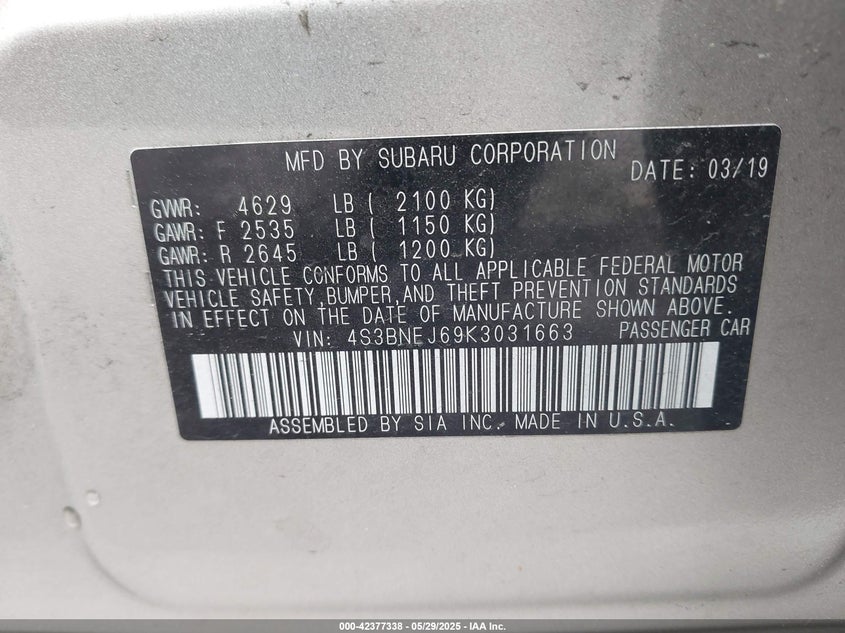 MFD BY SUBARU CORPORATION DATE: 03/19
GVWR: 4629 LB ( 2100 KG)
GAWR: F 2535 LB ( 1150 KG)
GAWR: R 2645 LB ( 1200 KG)
THIS VEHICLE CONFORMS TO ALL APPLICABLE FEDERAL MOTOR
VEHICLE SAFETY,BUMPER,AND THEFT PREVENTION STANDARDS
IN EFFECT ON THE DATE OF MANUFACTURE SHOWN ABOVE.
VIN: 4S3BNEJ69K3031663 PASSENGER CAR
ASSEMBLED BY SIA INC. MADE IN U.S.A.
000-42377338 - 05/29/2025 - IAA Inc.